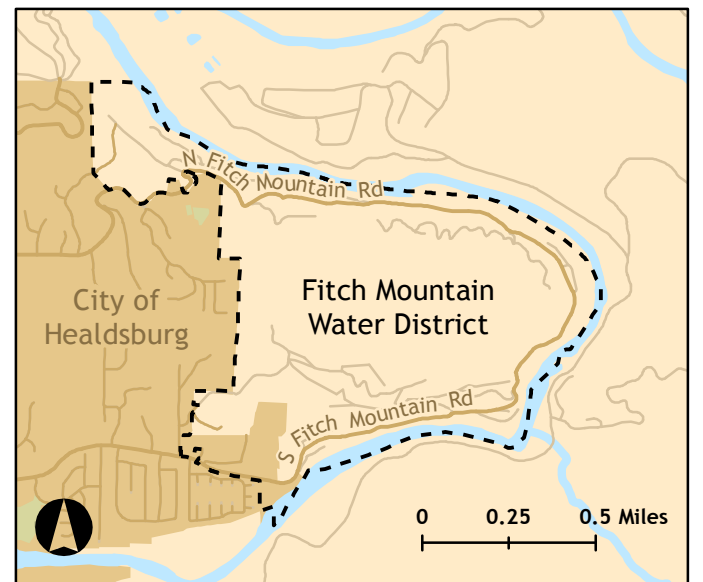 N Fitch Mountain Rd
City of
Healdsburg
Fitch Mountain
Water District
S Fitch Mountain Rd
0 0.25 0.5 Miles